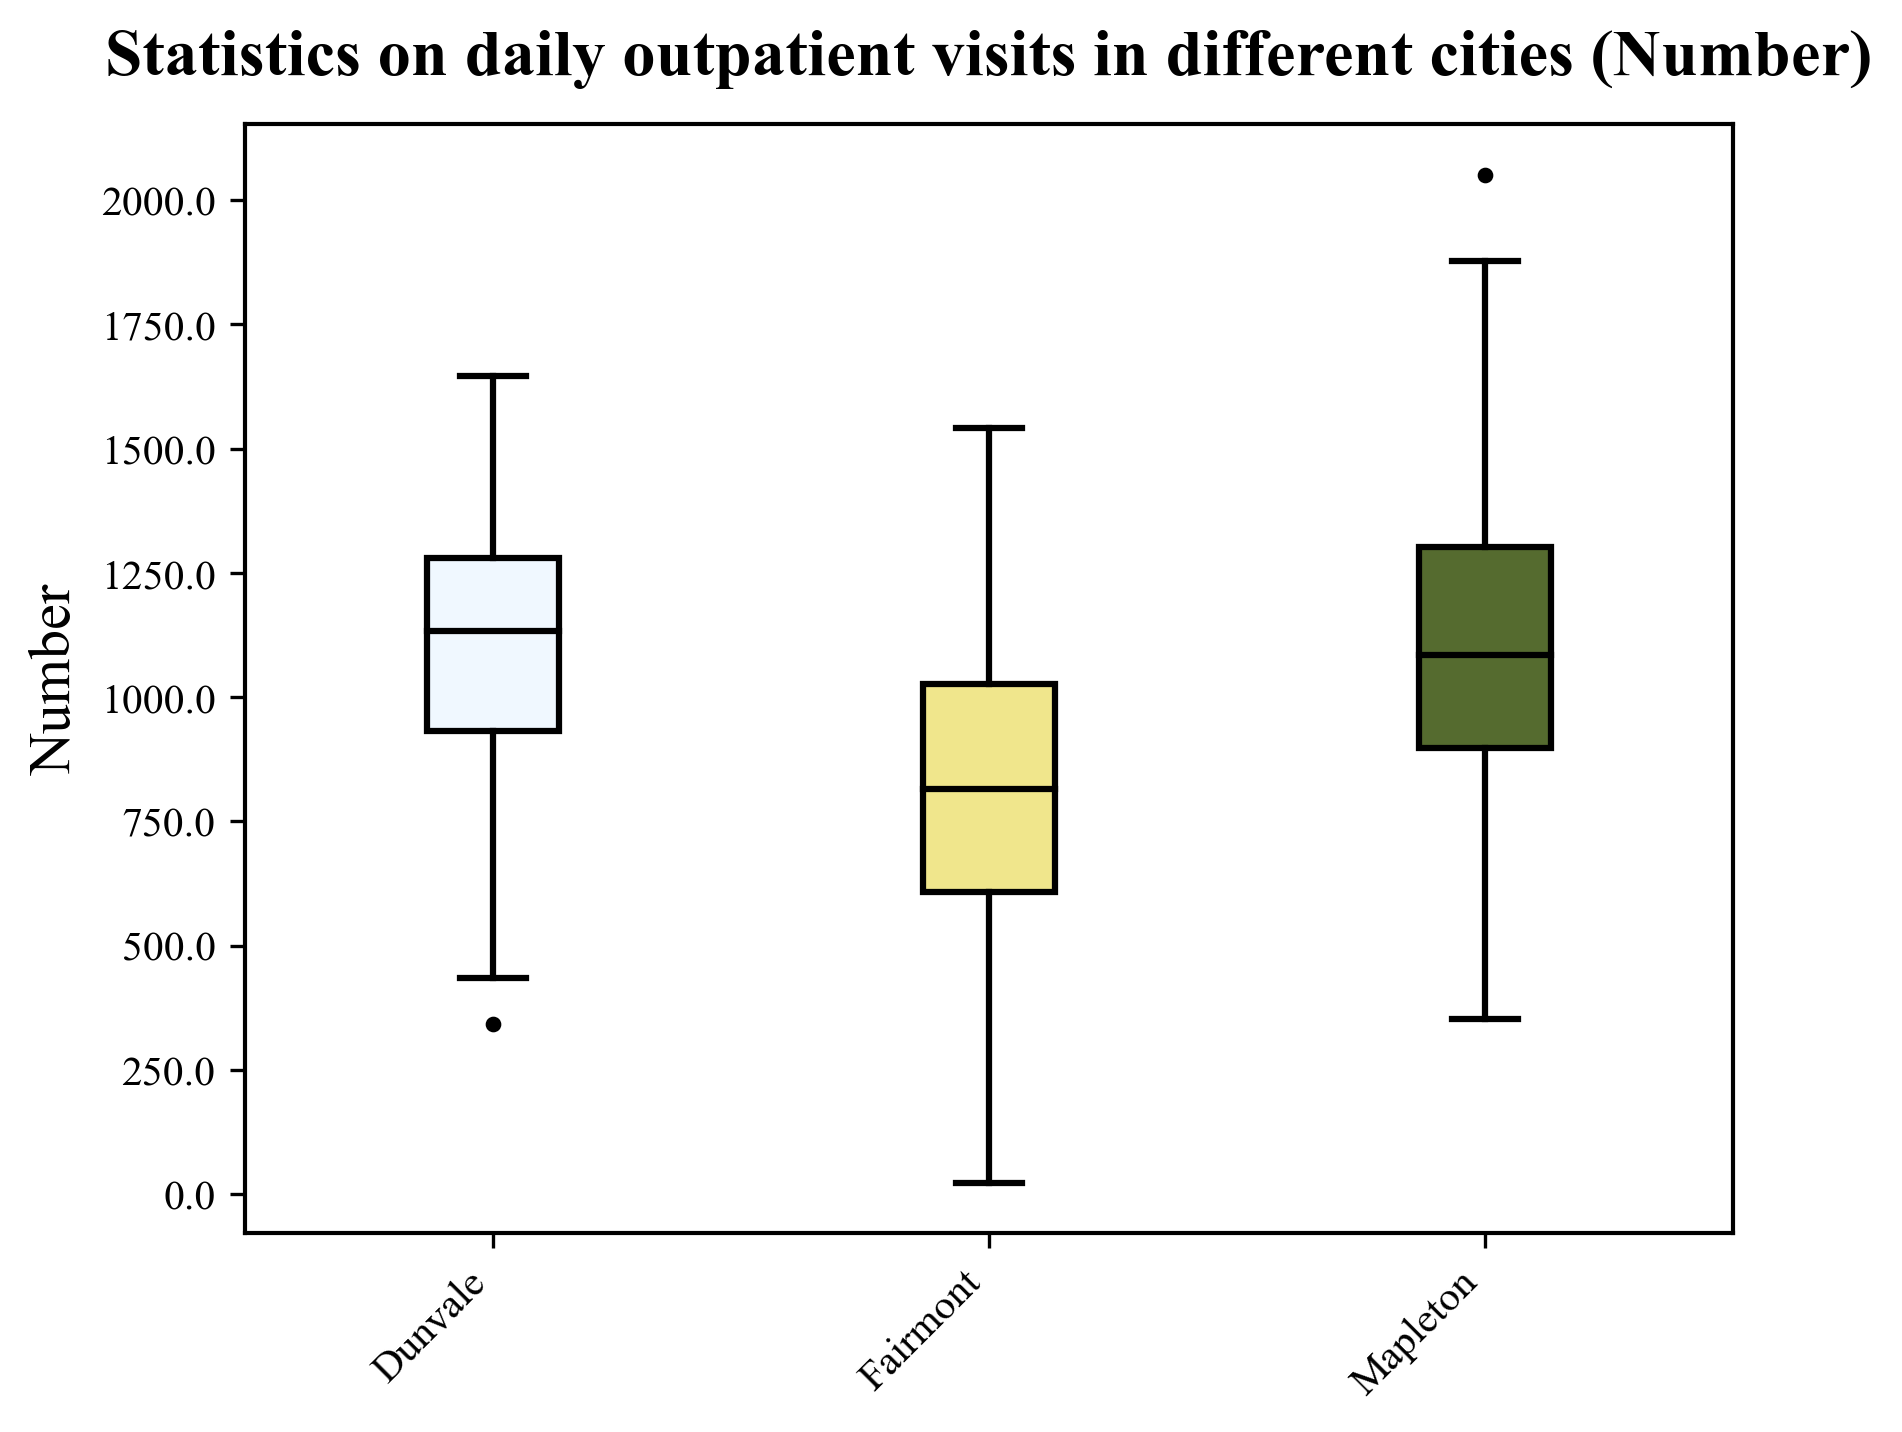 Statistics on daily outpatient visits in different cities (Number)
Number
2000.0
1750.0
1500.0
1250.0
1000.0
750.0
500.0
250.0
0.0
Dunvale
Fairmont
Mapleton